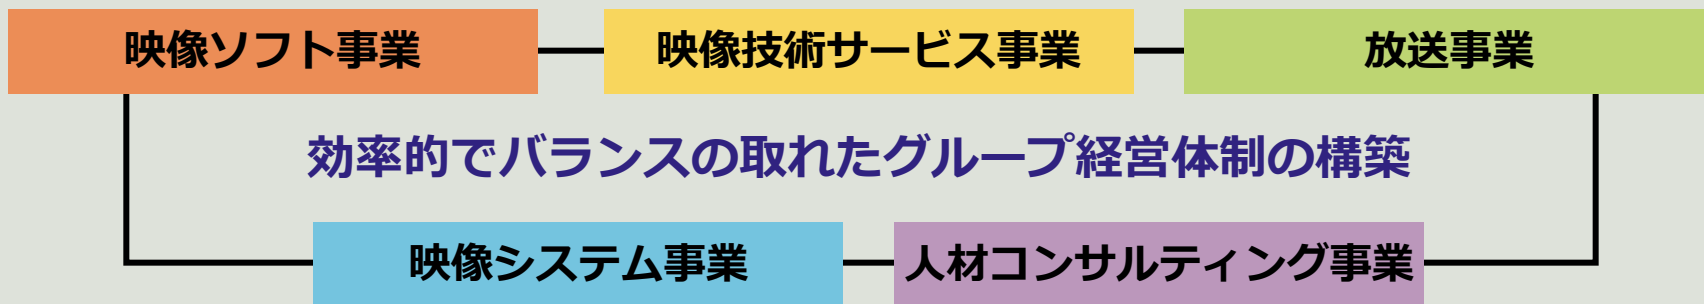 映像ソフト事業
映像技術サービス事業
放送事業
効率的でバランスの取れたグループ経営体制の構築
映像システム事業
人材コンサルティング事業